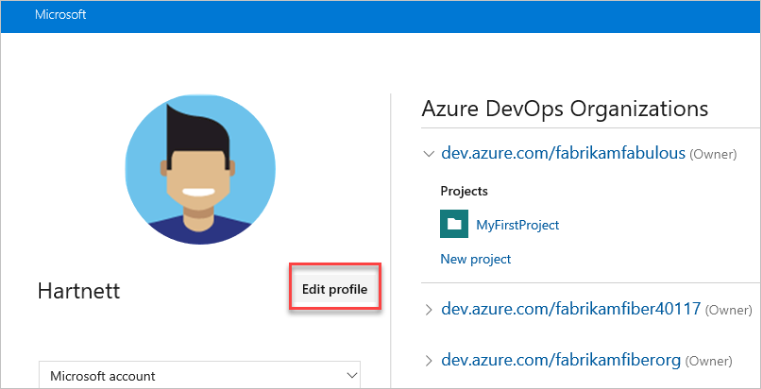 Microsoft
Hartnett
Edit profile
Microsoft account
Azure DevOps Organizations
dev.azure.com/fabrikamfabulous (Owner)
Projects
MyFirstProject
New project
dev.azure.com/fabrikamfiber40117 (Owner)
dev.azure.com/fabrikamfiberorg (Owner)